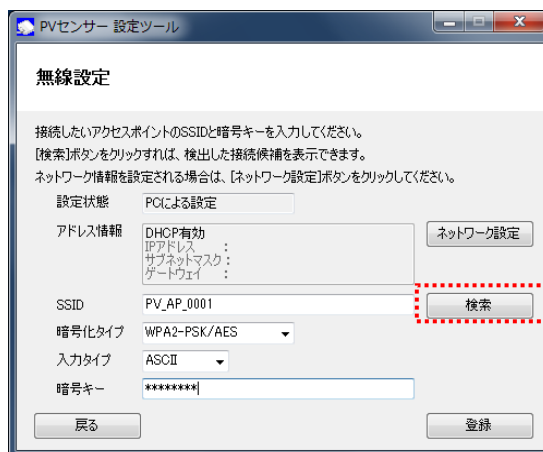 PVセンサー 設定ツール
無線設定
接続したいアクセスポイントのSSIDと暗号キーを入力してください。
[検索]ボタンをクリックすれば、検出した接続候補を表示できます。
ネットワーク情報を設定される場合は、[ネットワーク設定]ボタンをクリックしてください。
設定状態 PCによる設定
アドレス情報 DHCP有効 ネットワーク設定
IPアドレス :
サブネットマスク :
ゲートウェイ :
SSID PV_AP_0001 検索
暗号化タイプ WPA2-PSK/AES
入力タイプ ASCII
暗号キー ********
戻る 登録